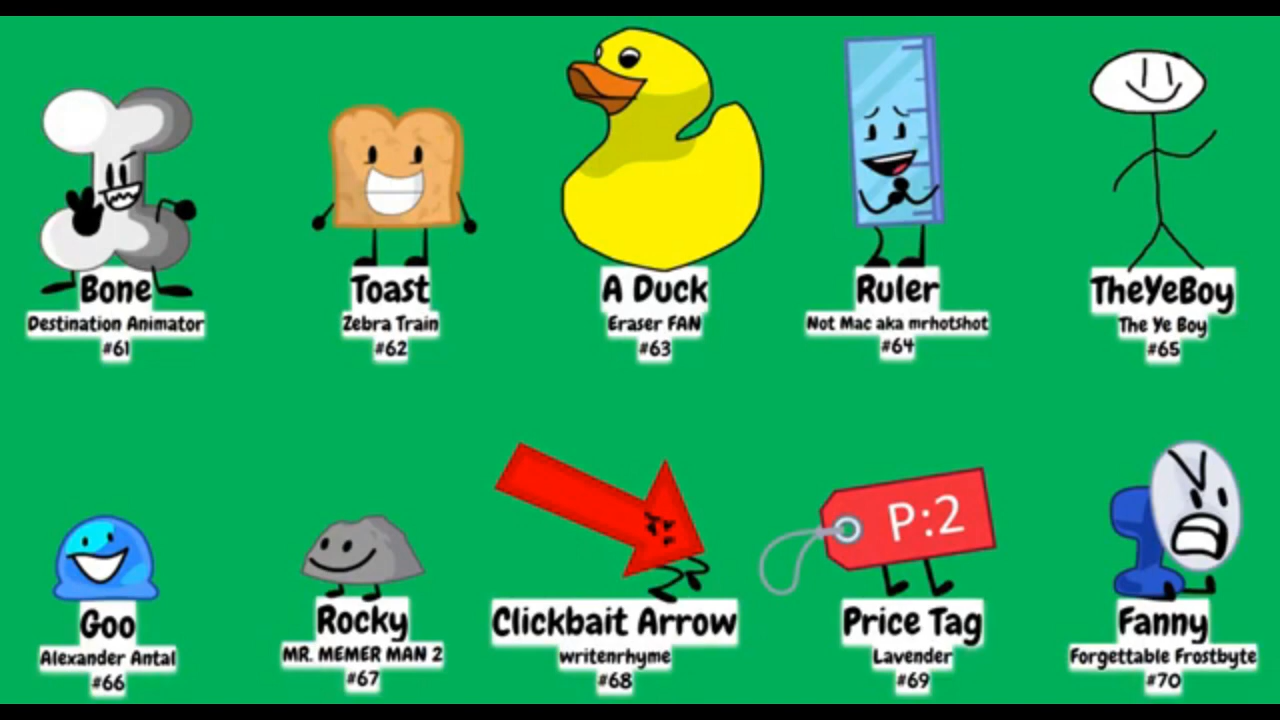 Bone
Destination Animator
#61
Toast
Zebra Train
#62
A Duck
Eraser FAN
#63
Ruler
Not Mac aka mrhotshot
#64
TheYeBoy
The Ye Boy
#65
Goo
Alexander Antal
#66
Rocky
MR. MEMER MAN 2
#67
Clickbait Arrow
writenrhyme
#68
P:2
Price Tag
Lavender
#69
Fanny
Forgettable Frostbyte
#70